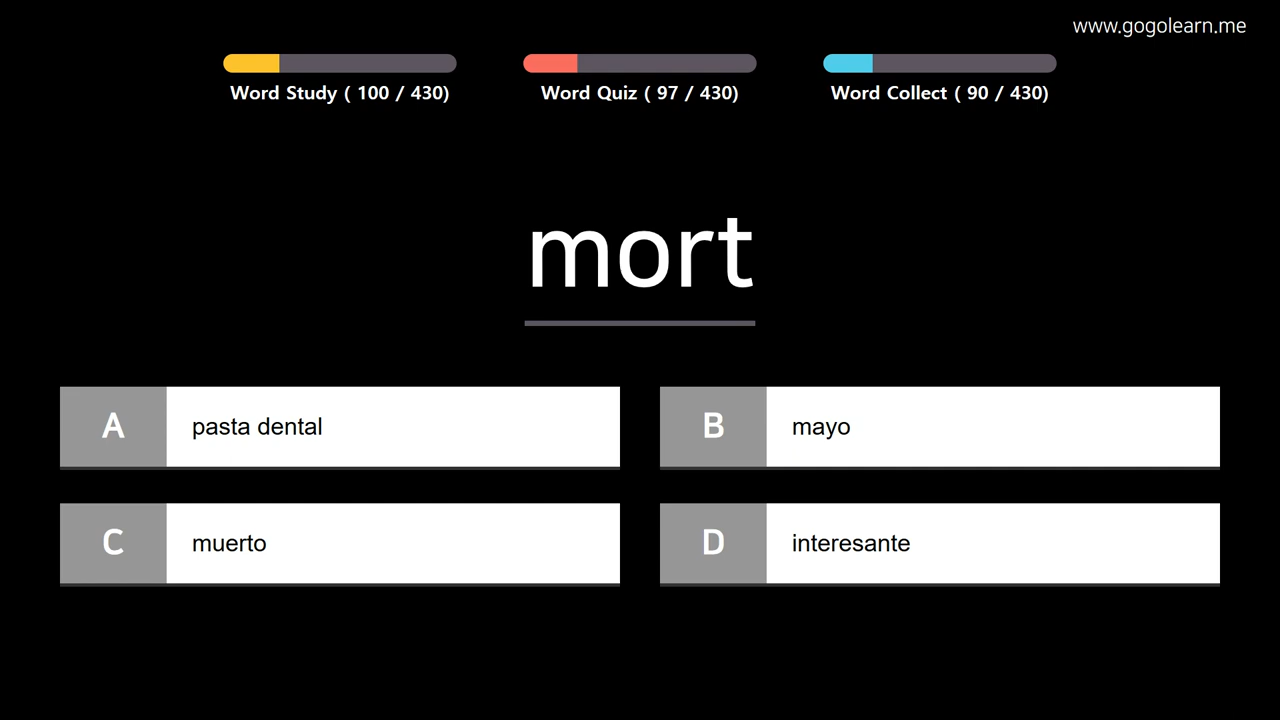 www.gogolearn.me
Word Study ( 100 / 430)
Word Quiz ( 97 / 430)
Word Collect ( 90 / 430)
mort
A pasta dental
B mayo
C muerto
D interesante